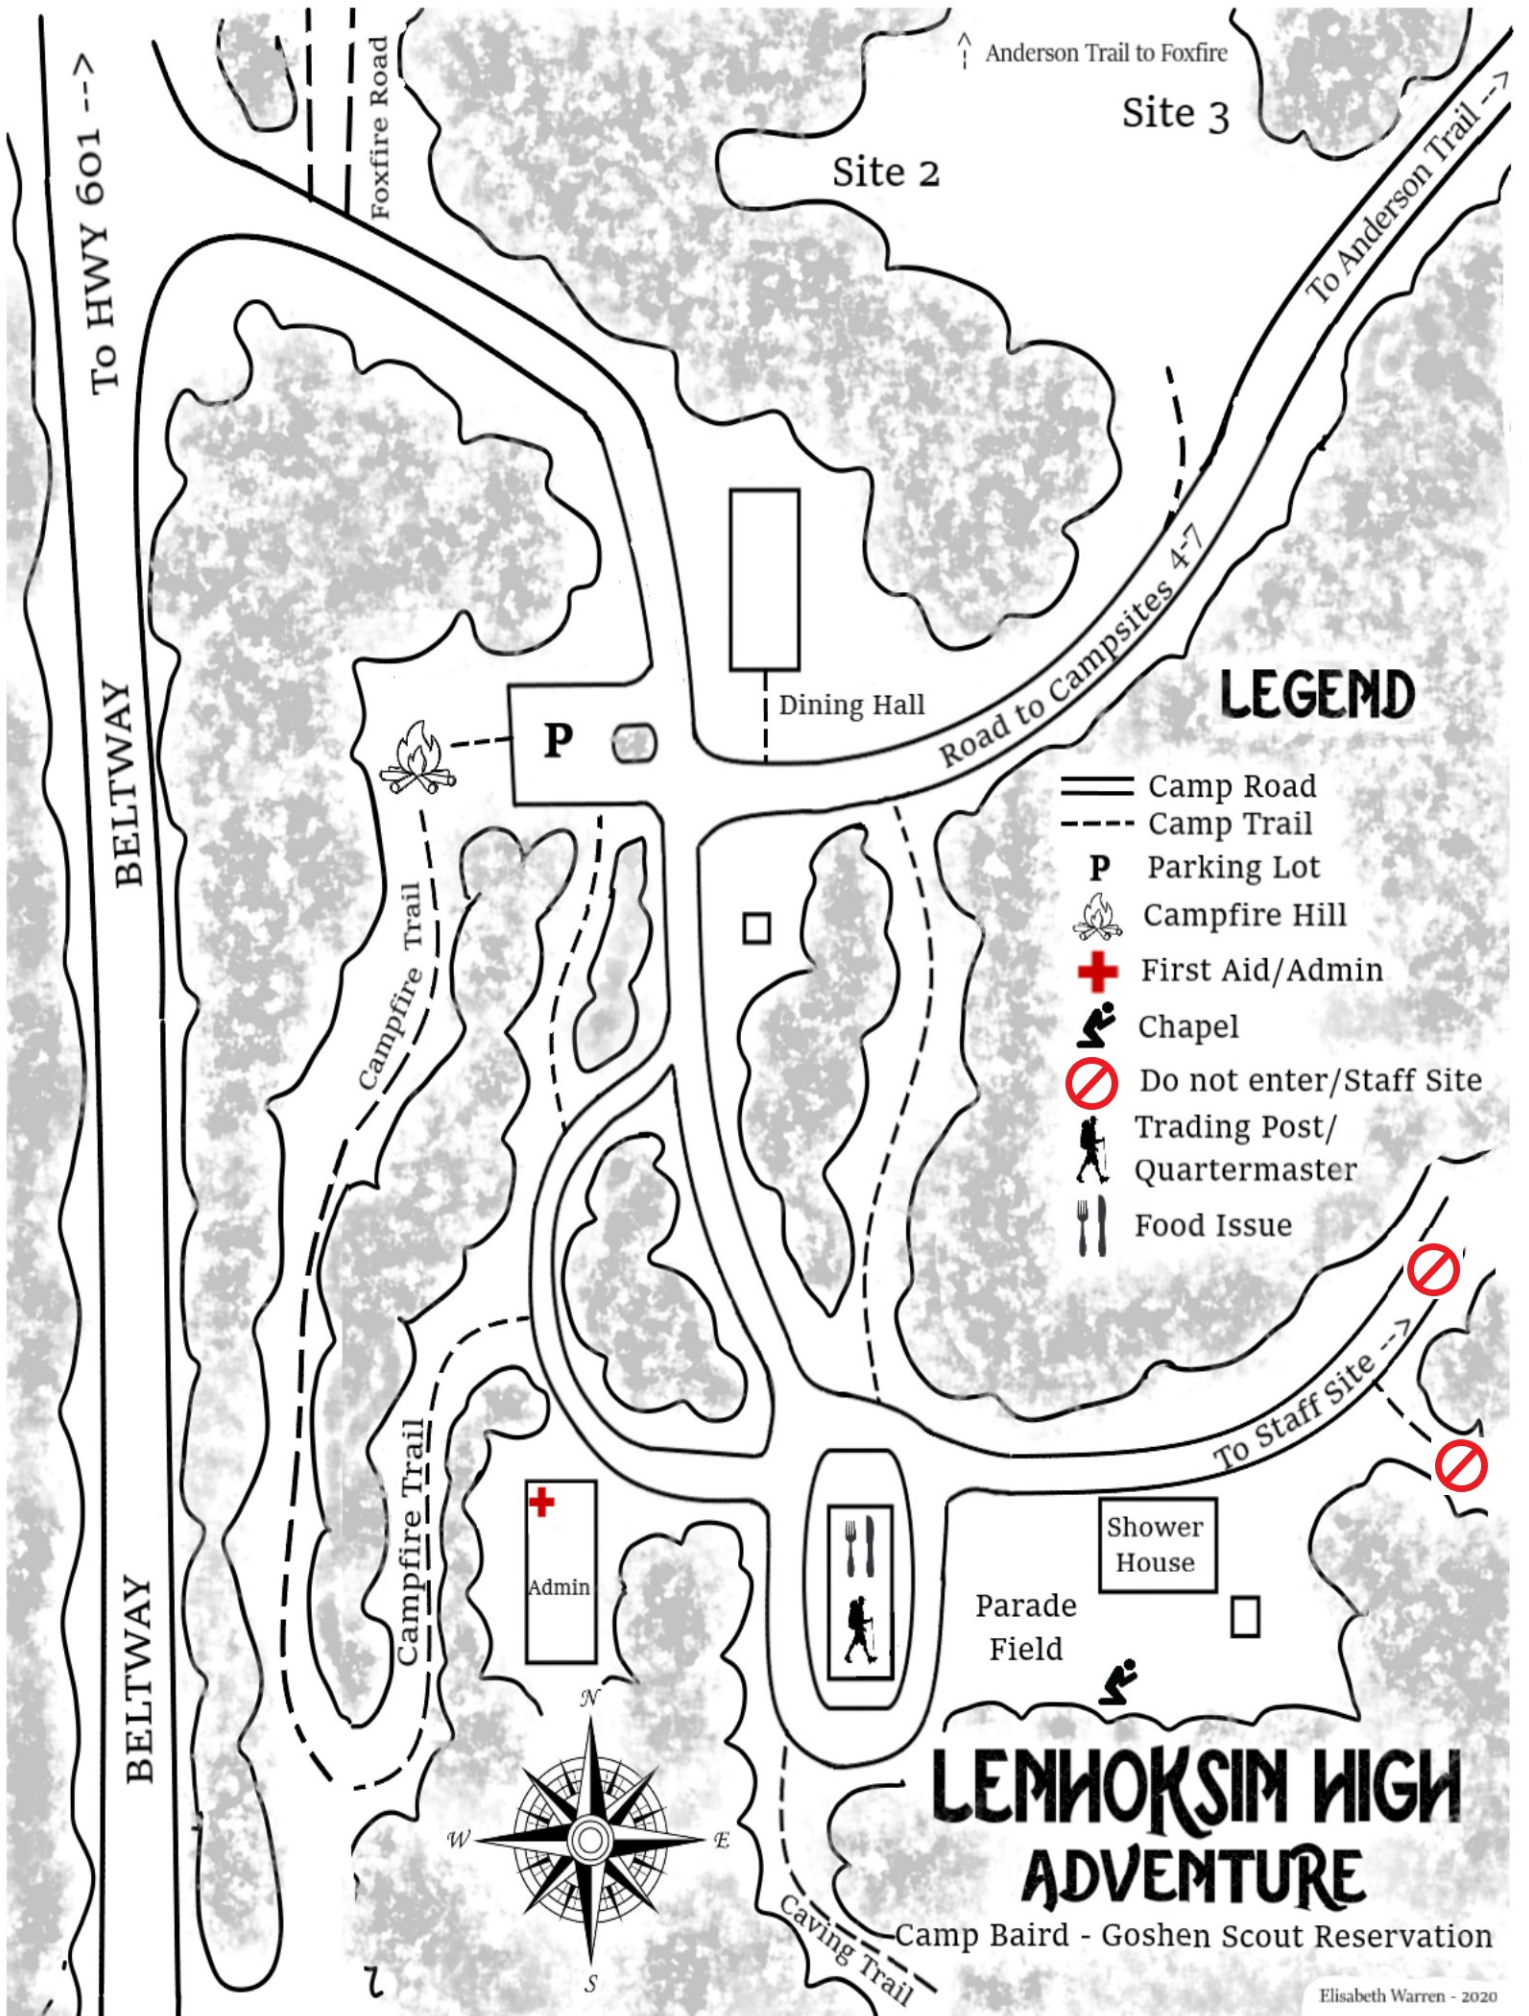 To HWY 601 -->
Foxfire Road
^ Anderson Trail to Foxfire
Site 3
Site 2
To Anderson Trail -->
Road to Campsites 4-7
Dining Hall
P
BELTWAY
LEGEND
Camp Road
Camp Trail
P Parking Lot
Campfire Hill
First Aid/Admin
Chapel
Do not enter/Staff Site
Trading Post/
Quartermaster
Food Issue
Campfire Trail
Campfire Trail
To Staff Site -->
Admin
Shower
House
Parade
Field
BELTWAY
N
W
E
S
Caving Trail
LENHOKSIN HIGH
ADVENTURE
Camp Baird - Goshen Scout Reservation
Elisabeth Warren - 2020